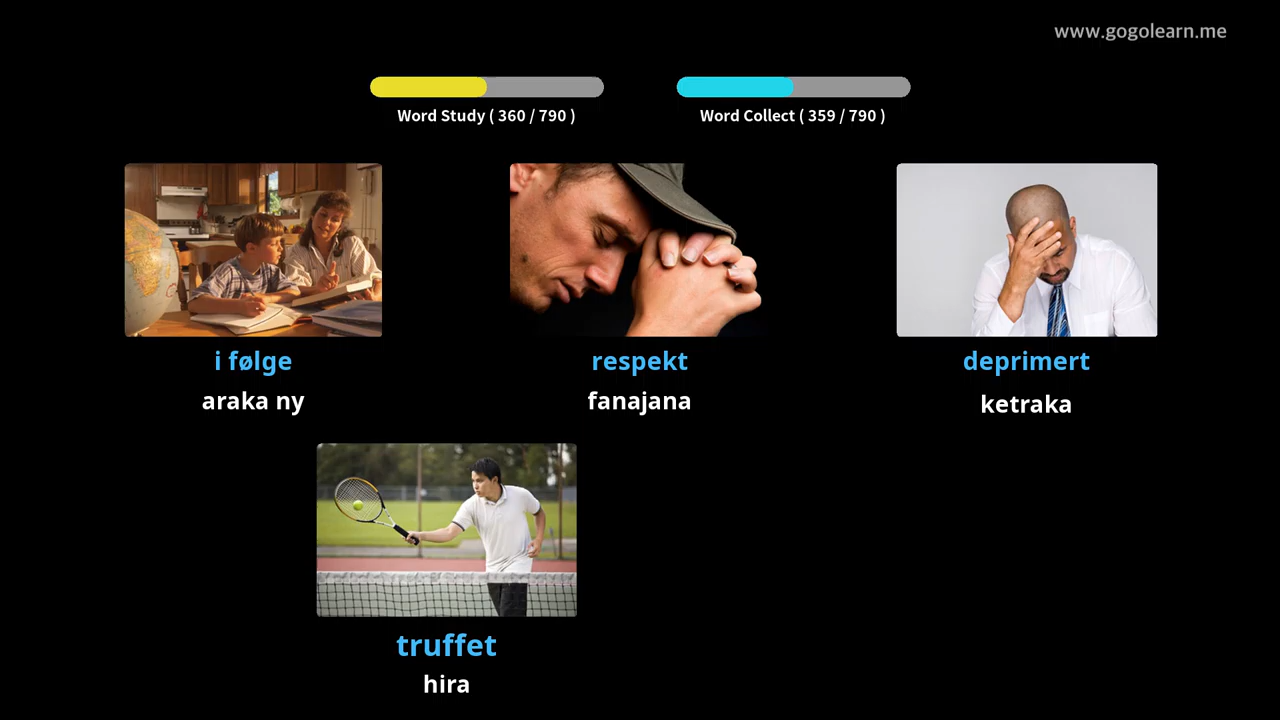 www.gogolearn.me
Word Study ( 360 / 790 )
Word Collect ( 359 / 790 )
i følge
araka ny
respekt
fanajana
deprimert
ketraka
truffet
hira